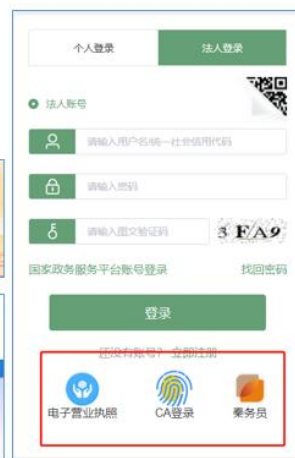 个人登录 法人登录
法人账号
请输入用户名/统一社会信用代码
请输入密码
请输入图文验证码 3 FA9
国家政务服务平台账号登录 找回密码
登录
还没有账号? 立即注册
电子营业执照 CA登录 秦务员